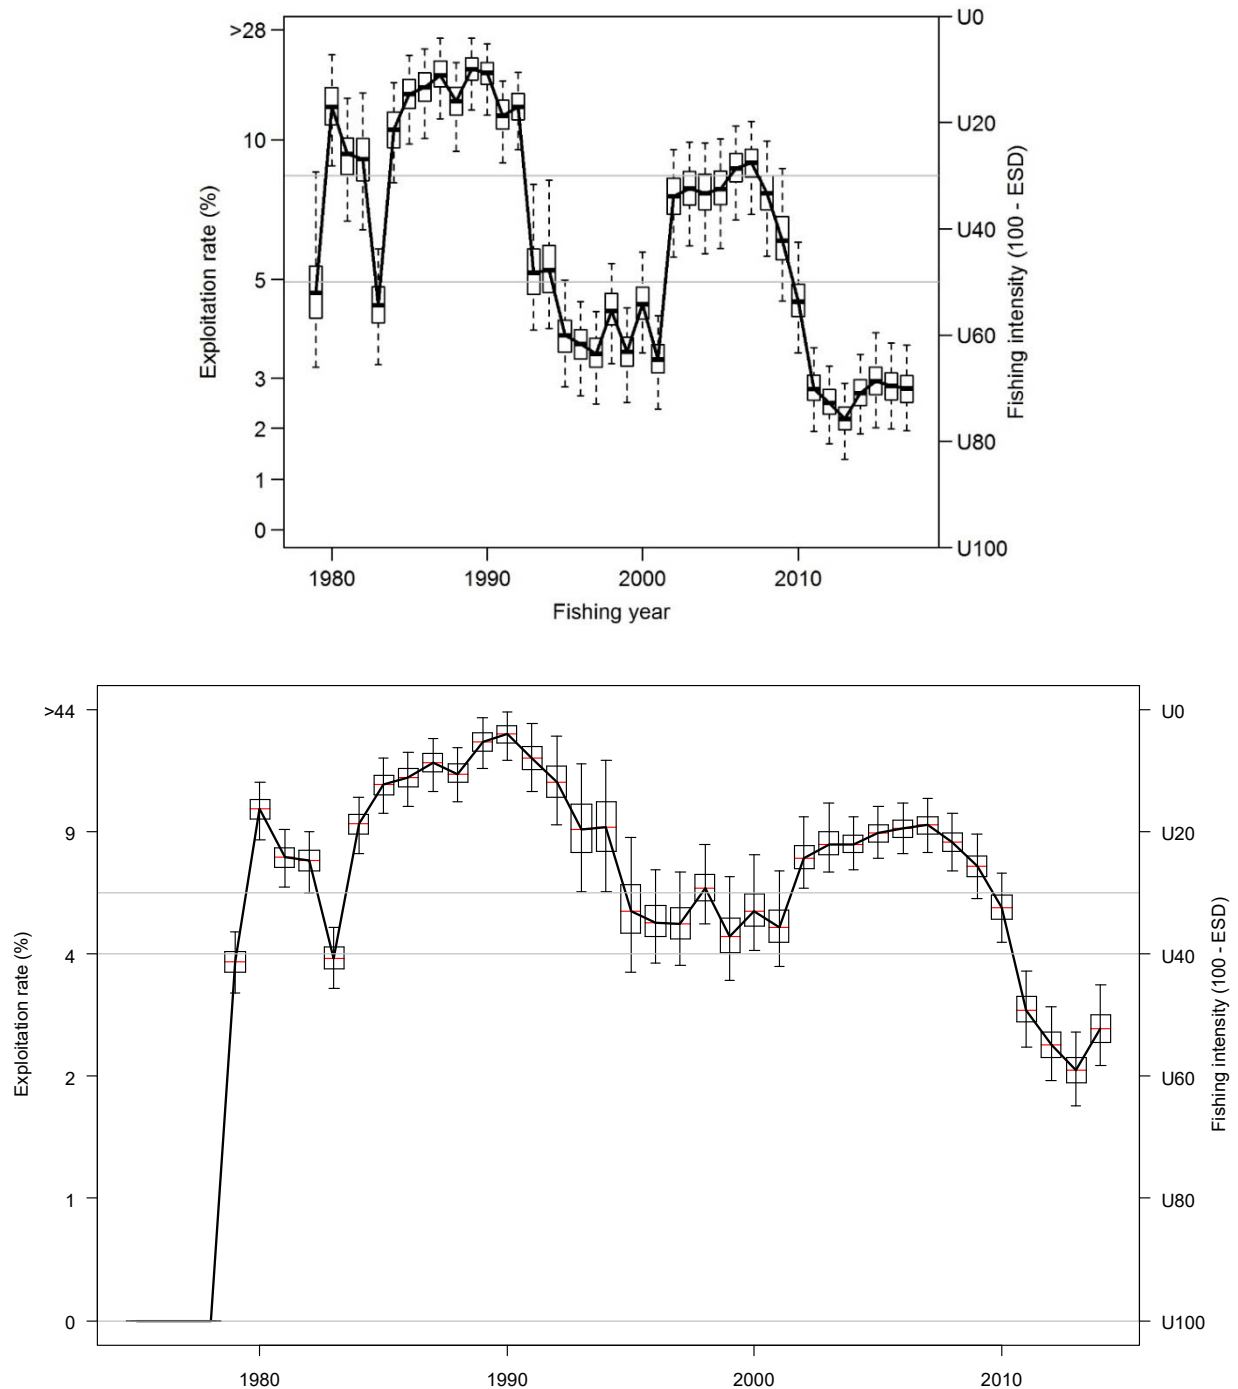 >28
10
5
3
2
1
0
Exploitation rate (%)
U0
U20
U40
U60
U80
U100
Fishing intensity (100 - ESD)
1980 1990 2000 2010
Fishing year
>44
9
4
2
1
0
Exploitation rate (%)
U0
U20
U40
U60
U80
U100
Fishing intensity (100 - ESD)
1980 1990 2000 2010